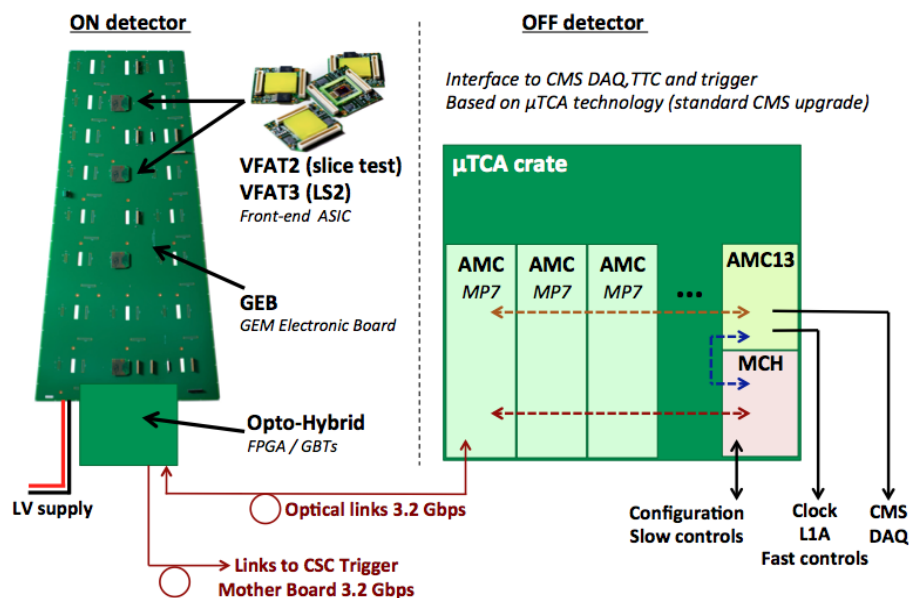 ON detector
OFF detector
Interface to CMS DAQ,TTC and trigger
Based on µTCA technology (standard CMS upgrade)
VFAT2 (slice test)
VFAT3 (LS2)
Front-end ASIC
µTCA crate
AMC
MP7
AMC
MP7
AMC
MP7
...
AMC13
MCH
GEB
GEM Electronic Board
Opto-Hybrid
FPGA / GBTs
LV supply
Optical links 3.2 Gbps
Links to CSC Trigger
Mother Board 3.2 Gbps
Configuration
Slow controls
Clock
L1A
Fast controls
CMS
DAQ